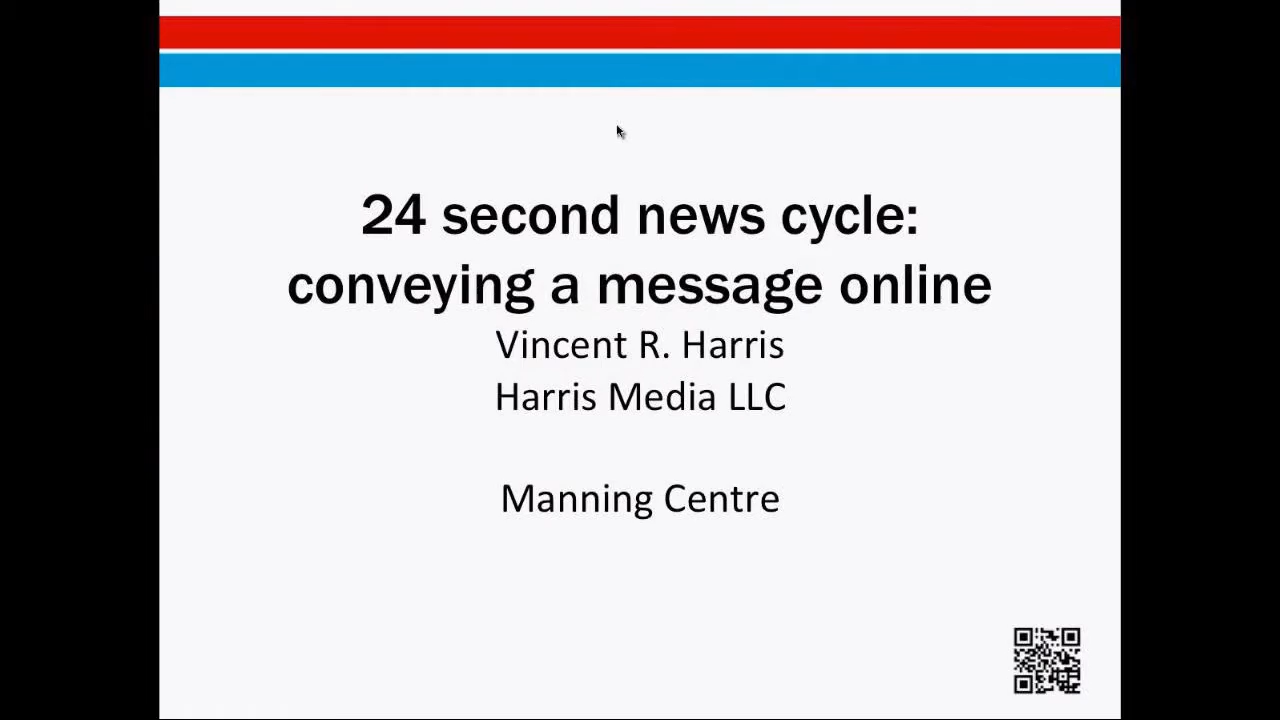 24 second news cycle:
conveying a message online
Vincent R. Harris
Harris Media LLC
Manning Centre